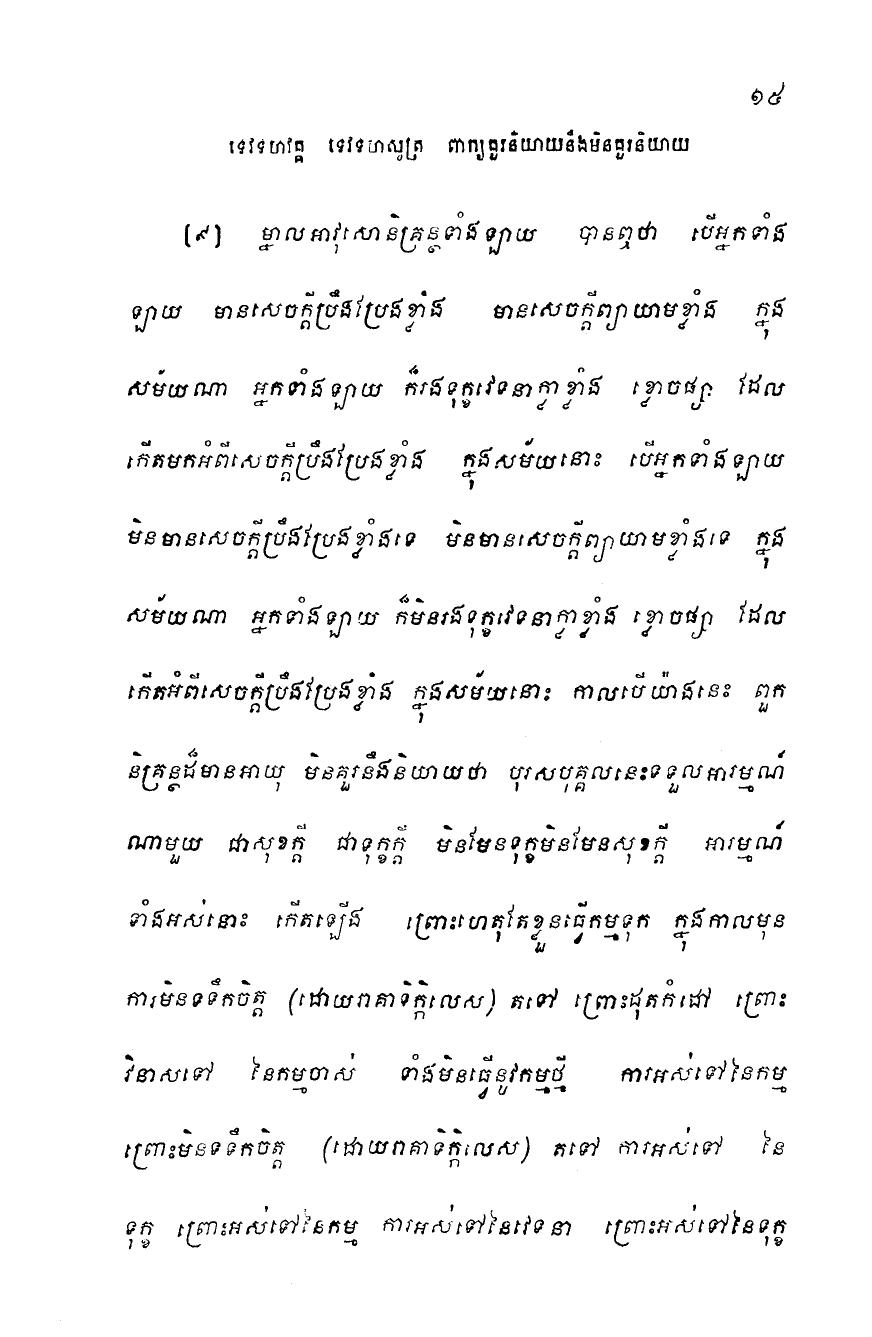 ១៥
ទេវទហវគ្គ ទេវទហសូត្រ ពាក្យគួរនិយាយនឹងមិនគួរនិយាយ
(៩) ម្នាលអាវុសោនិគ្រន្ថទាំងឡាយ បានឮថា បើអ្នកទាំង
ឡាយ មានសេចក្តីប្រឹងប្រែងខ្លាំង មានសេចក្តីព្យាយាមខ្លាំង ក្នុង
សម័យណា អ្នកទាំងឡាយ ក៏រងទុក្ខវេទនាក្លាខ្លាំង ខ្លោចផ្សា ដែល
កើតមកអំពីសេចក្តីប្រឹងប្រែងខ្លាំង ក្នុងសម័យនោះ បើអ្នកទាំងឡាយ
មិនមានសេចក្តីប្រឹងប្រែងខ្លាំងទេ មិនមានសេចក្តីព្យាយាមខ្លាំងទេ ក្នុង
សម័យណា អ្នកទាំងឡាយ ក៏មិនរងទុក្ខវេទនាក្លាខ្លាំង ខ្លោចផ្សា ដែល
កើតអំពីសេចក្តីប្រឹងប្រែងខ្លាំង ក្នុងសម័យនោះ កាលបើយ៉ាងនេះ ពួក
និគ្រន្ថដ៏មានអាយុ មិនគួរនឹងនិយាយថា បុរសបុគ្គលនេះទទួលអារម្មណ៍
ណាមួយ ជាសុខក្តី ជាទុក្ខក្តី មិនមែនទុក្ខមិនមែនសុខក្តី អារម្មណ៍
ទាំងអស់នោះ កើតឡើង ព្រោះហេតុតែខ្លួនធ្វើកម្មទុក ក្នុងកាលមុន
ការមិនទទឹកចិត្ត (ដោយរាគាទិក្កិលេស) តទៅ ព្រោះដុតកំដៅ ព្រោះ
វិនាសទៅ នៃកម្មចាស់ ទាំងមិនធ្វើនូវកម្មថ្មី ការអស់ទៅនៃកម្ម
ព្រោះមិនទទឹកចិត្ត (ដោយរាគាទិក្កិលេស) តទៅ ការអស់ទៅ នៃ
ទុក្ខ ព្រោះអស់ទៅនៃកម្ម ការអស់ទៅនៃវេទនា ព្រោះអស់ទៅនៃទុក្ខ